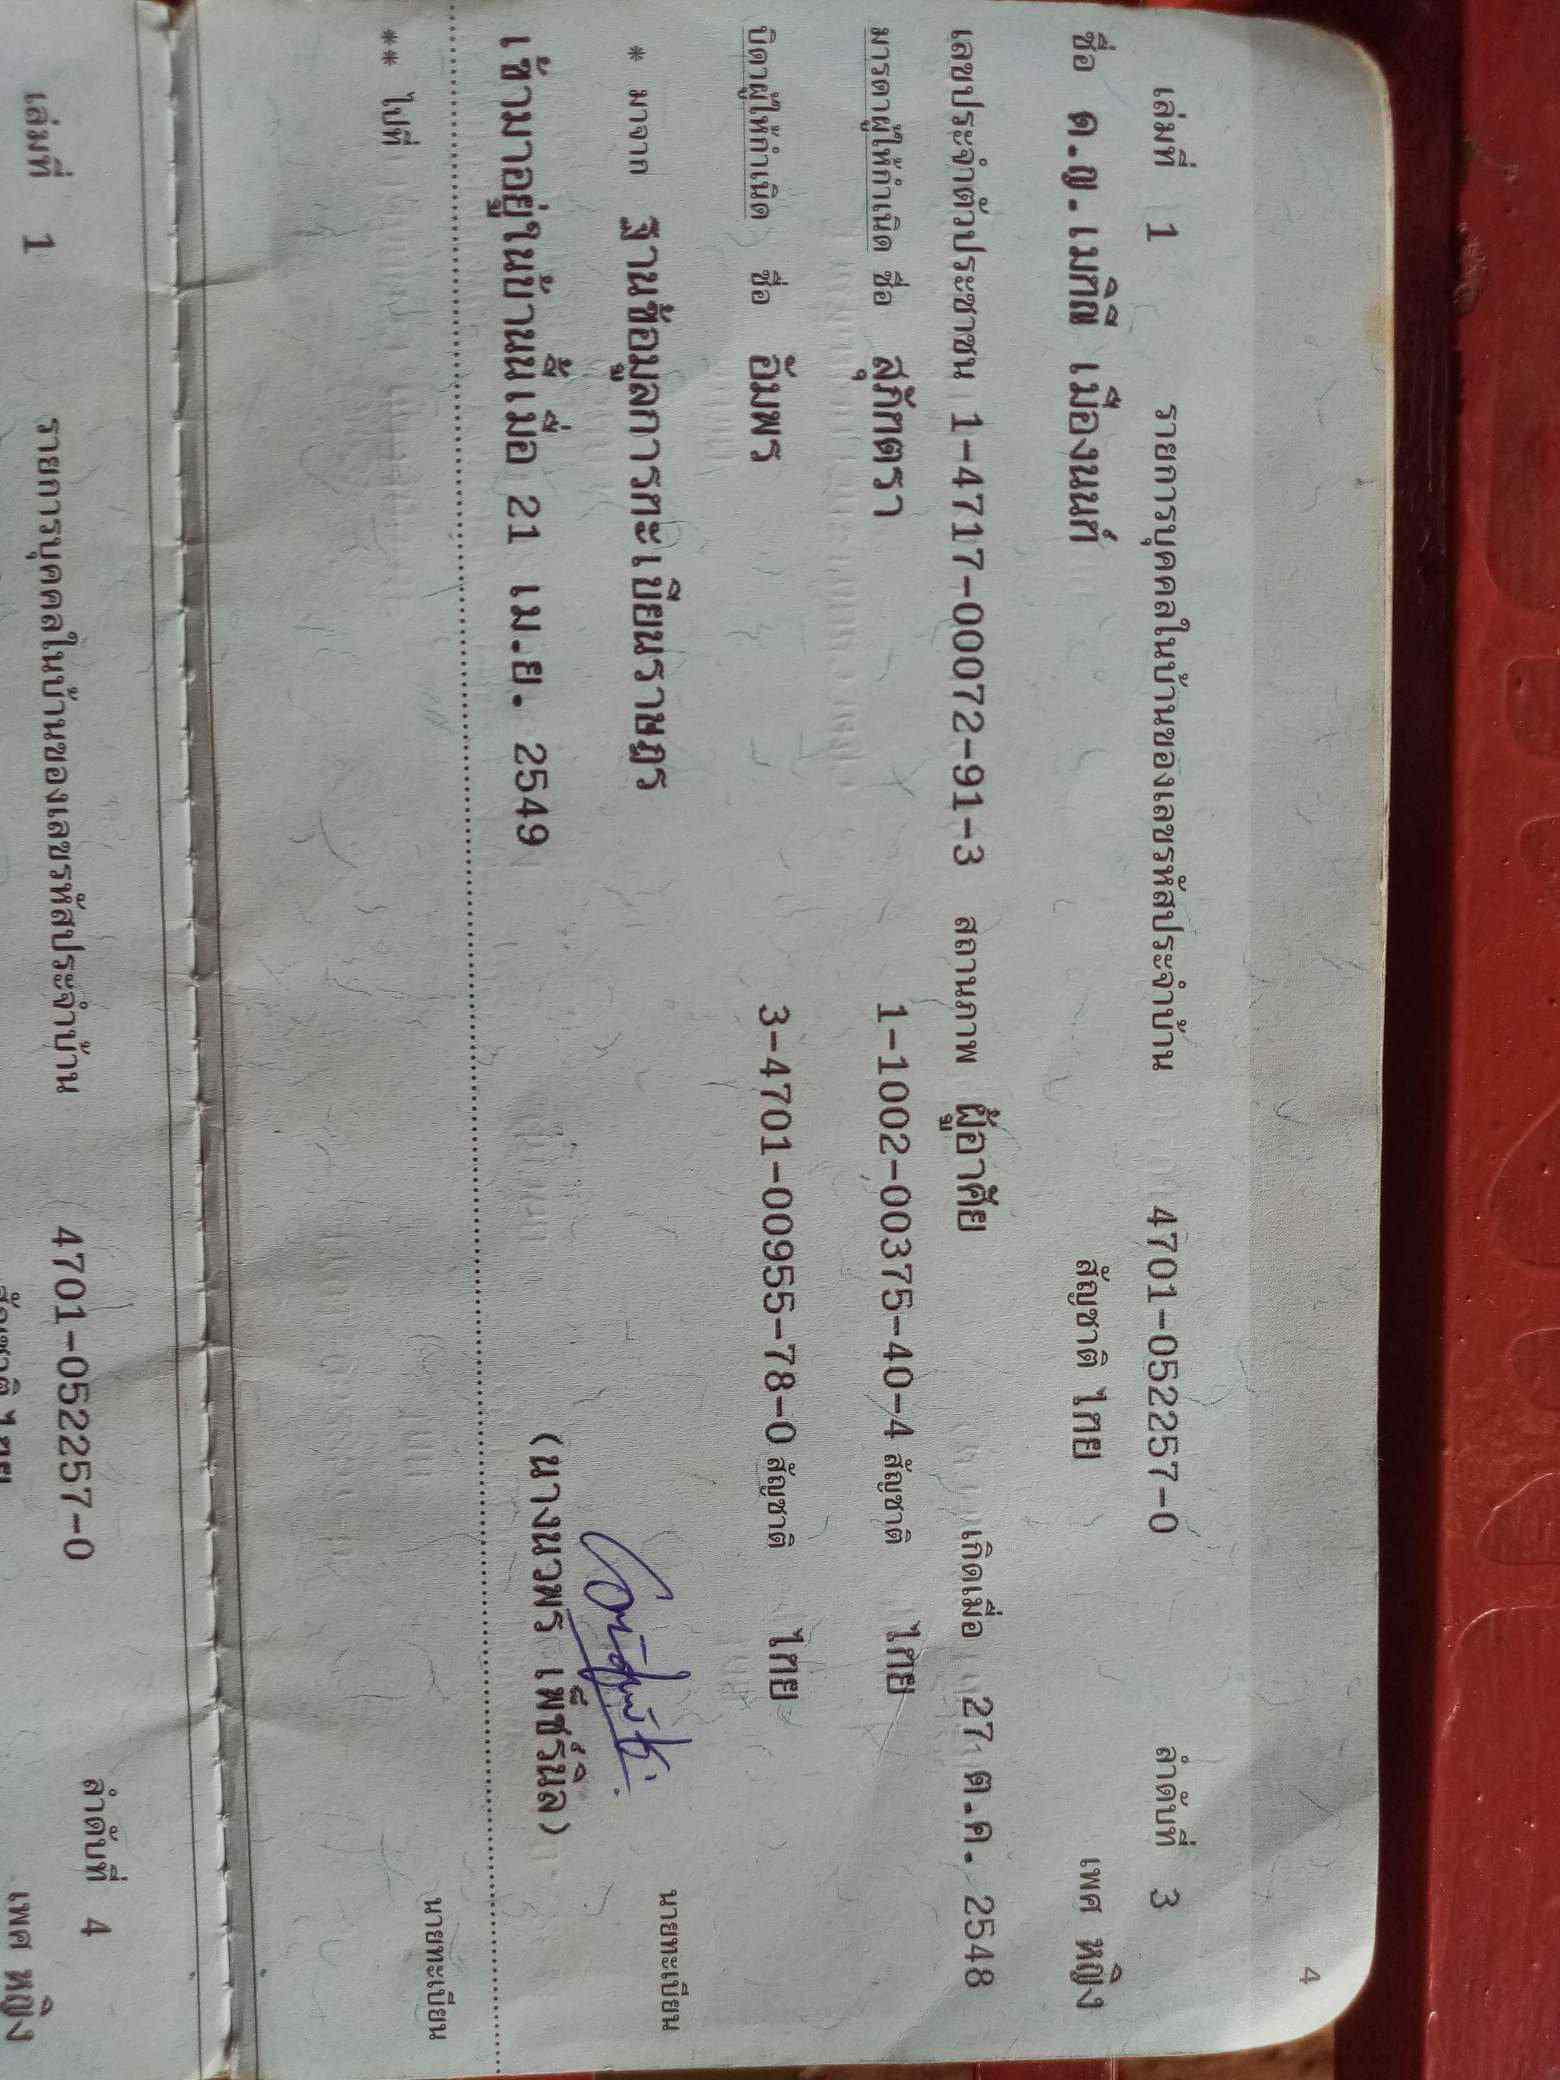 4
เล่มที่ 1 รายการบุคคลในบ้านของเลขรหัสประจำบ้าน 4701-052257-0 ลำดับที่ 3
ชื่อ ด.ญ.เมทิณี เมืองนนท์ สัญชาติ ไทย เพศ หญิง
เลขประจำตัวประชาชน 1-4717-00072-91-3 สถานภาพ ผู้อาศัย เกิดเมื่อ 27 ต.ค. 2548
มารดาผู้ให้กำเนิด ชื่อ สุภัทตรา 1-1002-00375-40-4 สัญชาติ ไทย
บิดาผู้ให้กำเนิด ชื่อ อัมพร 3-4701-00955-78-0 สัญชาติ ไทย
* มาจาก ฐานข้อมูลการทะเบียนราษฎร
นายทะเบียน
เข้ามาอยู่ในบ้านนี้เมื่อ 21 เม.ย. 2549 (นางนวพร เพ็ชร์นิล)
** ไปที่
นายทะเบียน
เล่มที่ 1 รายการบุคคลในบ้านของเลขรหัสประจำบ้าน 4701-052257-0 ลำดับที่ 4
สัญชาติ ไทย เพศ หญิง